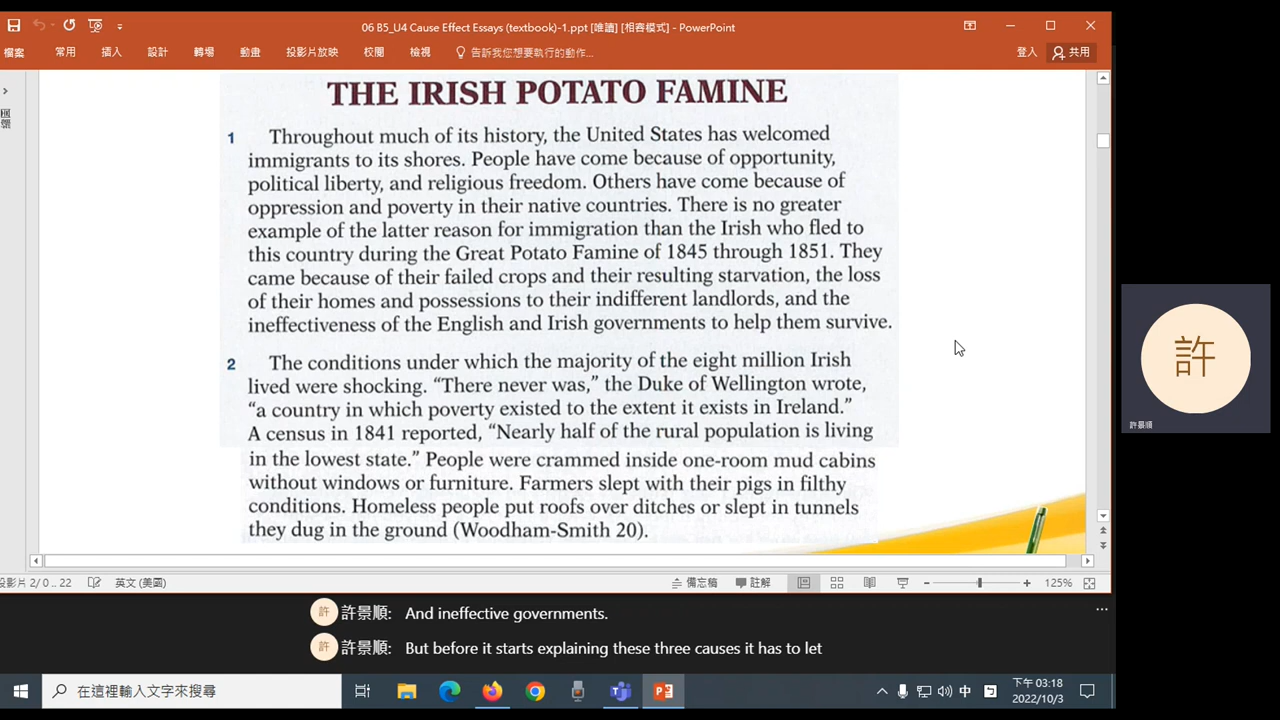 06 B5_U4 Cause Effect Essays (textbook)-1.ppt [唯讀] [相容模式] - PowerPoint
檔案 常用 插入 設計 轉場 動畫 投影片放映 校閱 檢視 告訴我您想要執行的動作... 登入 共用
THE IRISH POTATO FAMINE
1 Throughout much of its history, the United States has welcomed
immigrants to its shores. People have come because of opportunity,
political liberty, and religious freedom. Others have come because of
oppression and poverty in their native countries. There is no greater
example of the latter reason for immigration than the Irish who fled to
this country during the Great Potato Famine of 1845 through 1851. They
came because of their failed crops and their resulting starvation, the loss
of their homes and possessions to their indifferent landlords, and the
ineffectiveness of the English and Irish governments to help them survive.
2 The conditions under which the majority of the eight million Irish
lived were shocking. “There never was,” the Duke of Wellington wrote,
“a country in which poverty existed to the extent it exists in Ireland.”
A census in 1841 reported, “Nearly half of the rural population is living
in the lowest state.” People were crammed inside one-room mud cabins
without windows or furniture. Farmers slept with their pigs in filthy
conditions. Homeless people put roofs over ditches or slept in tunnels
they dug in the ground (Woodham-Smith 20).
許
許景順
投影片 2/ 0 .. 22 英文 (美國) 備忘稿 註解 125%
許 許景順: And ineffective governments.
許 許景順: But before it starts explaining these three causes it has to let
在這裡輸入文字來搜尋
中
下午 03:18
2022/10/3